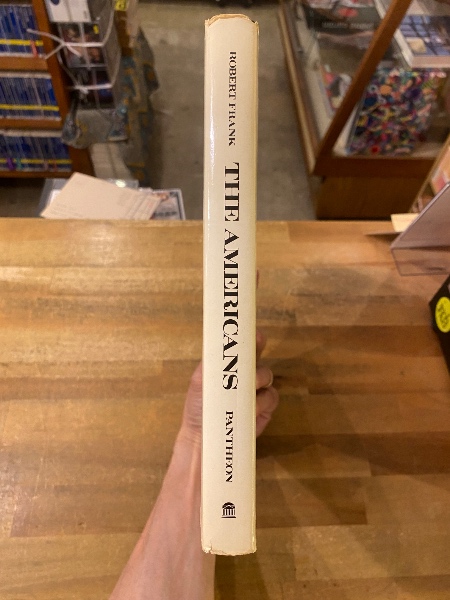 ROBERT FRANK
THE AMERICANS
PANTHEON